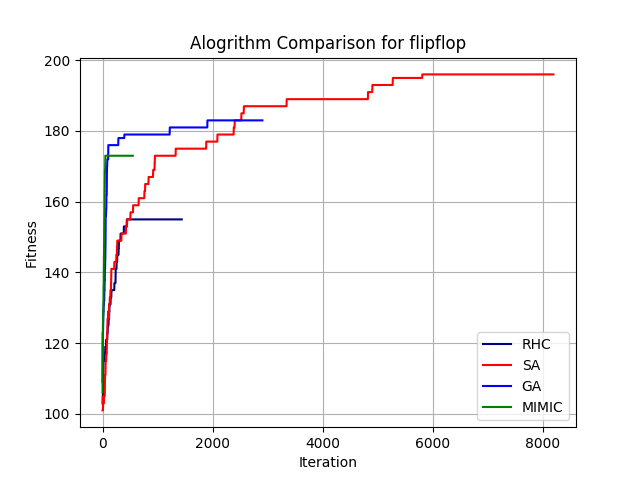 Alogrithm Comparison for flipflop
200
180
160
140
120
100
Fitness
0 2000 4000 6000 8000
Iteration
RHC
SA
GA
MIMIC